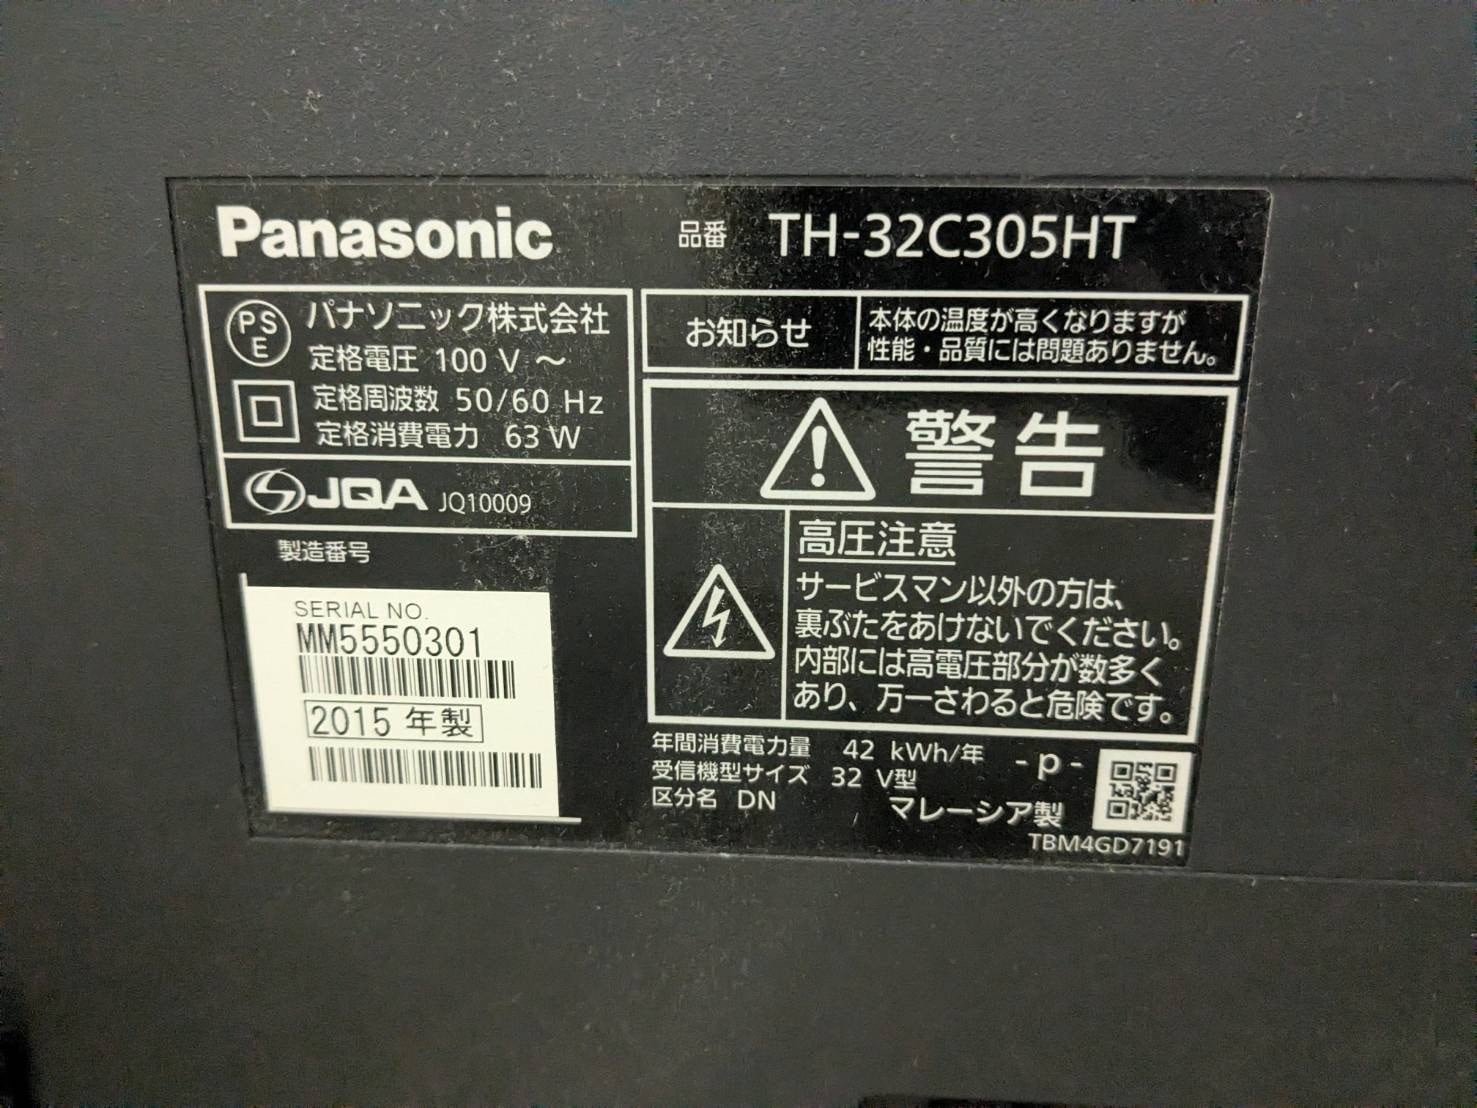 Panasonic
品番 TH-32C305HT
PS
E
パナソニック株式会社
定格電圧 100 V ～
定格周波数 50/60 Hz
定格消費電力 63 W
JQA JQ10009
製造番号
SERIAL NO.
MM5550301
2015 年製
お知らせ
本体の温度が高くなりますが
性能・品質には問題ありません。
警告
高圧注意
サービスマン以外の方は、
裏ぶたをあけないでください。
内部には高電圧部分が数多く
あり、万一さわると危険です。
年間消費電力量 42 kWh/年
受信機型サイズ 32 V型
区分名 DN
- p -
マレーシア製
TBM4GD7191